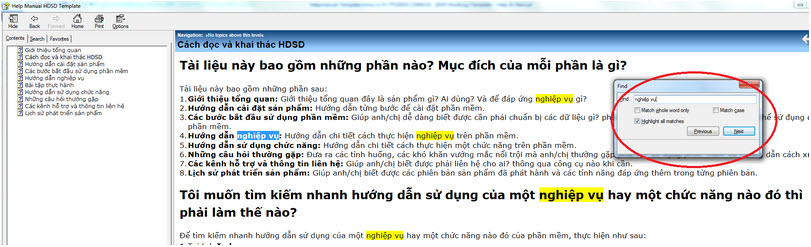 Help Manual HDSD Template
Hide Back Forward Home Print Options
Contents Search Favorites
Giới thiệu tổng quan
Cách đọc và khai thác HDSD
Hướng dẫn cài đặt sản phẩm
Các bước bắt đầu sử dụng phần mềm
Hướng dẫn nghiệp vụ
Bài tập thực hành
Hướng dẫn sử dụng chức năng
Những câu hỏi thường gặp
Các kênh hỗ trợ và thông tin liên hệ
Lịch sử phát triển sản phẩm
Navigation: »No topics above this level«
Cách đọc và khai thác HDSD
Tài liệu này bao gồm những phần nào? Mục đích của mỗi phần là gì?
Tài liệu này bao gồm những phần sau:
1. Giới thiệu tổng quan: Giới thiệu tổng quan đây là sản phẩm gì? Ai dùng? Và để đáp ứng nghiệp vụ gì?
2. Hướng dẫn cài đặt sản phẩm: Hướng dẫn từng bước để cài đặt phần mềm.
3. Các bước bắt đầu sử dụng phần mềm: Giúp anh/chị dễ dàng biết được cần phải chuẩn bị các dữ liệu gì?
phần mềm.
4. Hướng dẫn nghiệp vụ: Hướng dẫn chi tiết cách thực hiện nghiệp vụ trên phần mềm.
5. Hướng dẫn sử dụng chức năng: Hướng dẫn chi tiết cách thực hiện một chức năng trên phần mềm.
6. Những câu hỏi thường gặp: Đưa ra các tình huống, các khó khăn vướng mắc nổi trội mà anh/chị thường gặp
7. Các kênh hỗ trợ và thông tin liên hệ: Giúp anh/chị biết được phải liên hệ cho ai? thông qua công cụ nào khi cần.
8. Lịch sử phát triển sản phẩm: Giúp anh/chị biết được các phiên bản sản phẩm đã phát hành và các tính năng đáp ứng thêm trong từng phiên bản.
Find
Find: nghiệp vụ
Match whole word only Match case
Highlight all matches
Previous Next
Tôi muốn tìm kiếm nhanh hướng dẫn sử dụng của một nghiệp vụ hay một chức năng nào đó thì
phải làm thế nào?
Để tìm kiếm nhanh hướng dẫn sử dụng của một nghiệp vụ hay một chức năng nào đó của phần mềm, thực hiện như sau: